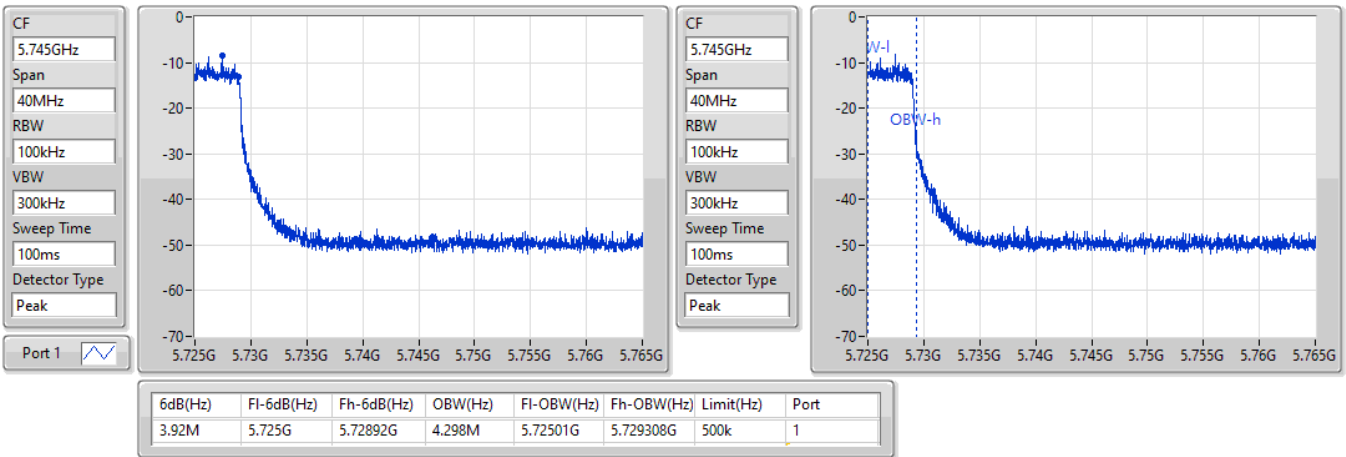 CF
5.745GHz
Span
40MHz
RBW
100kHz
VBW
300kHz
Sweep Time
100ms
Detector Type
Peak
Port 1
0-
-10-
-20-
-30-
-40-
-50-
-60-
-70-
5.725G 5.73G 5.735G 5.74G 5.745G 5.75G 5.755G 5.76G 5.765G
CF
5.745GHz
Span
40MHz
RBW
100kHz
VBW
300kHz
Sweep Time
100ms
Detector Type
Peak
0-
-10-
-20-
-30-
-40-
-50-
-60-
-70-
W-l
OBW-h
5.725G 5.73G 5.735G 5.74G 5.745G 5.75G 5.755G 5.76G 5.765G
6dB(Hz) Fl-6dB(Hz) Fh-6dB(Hz) OBW(Hz) Fl-OBW(Hz) Fh-OBW(Hz) Limit(Hz) Port
3.92M 5.725G 5.72892G 4.298M 5.72501G 5.729308G 500k 1